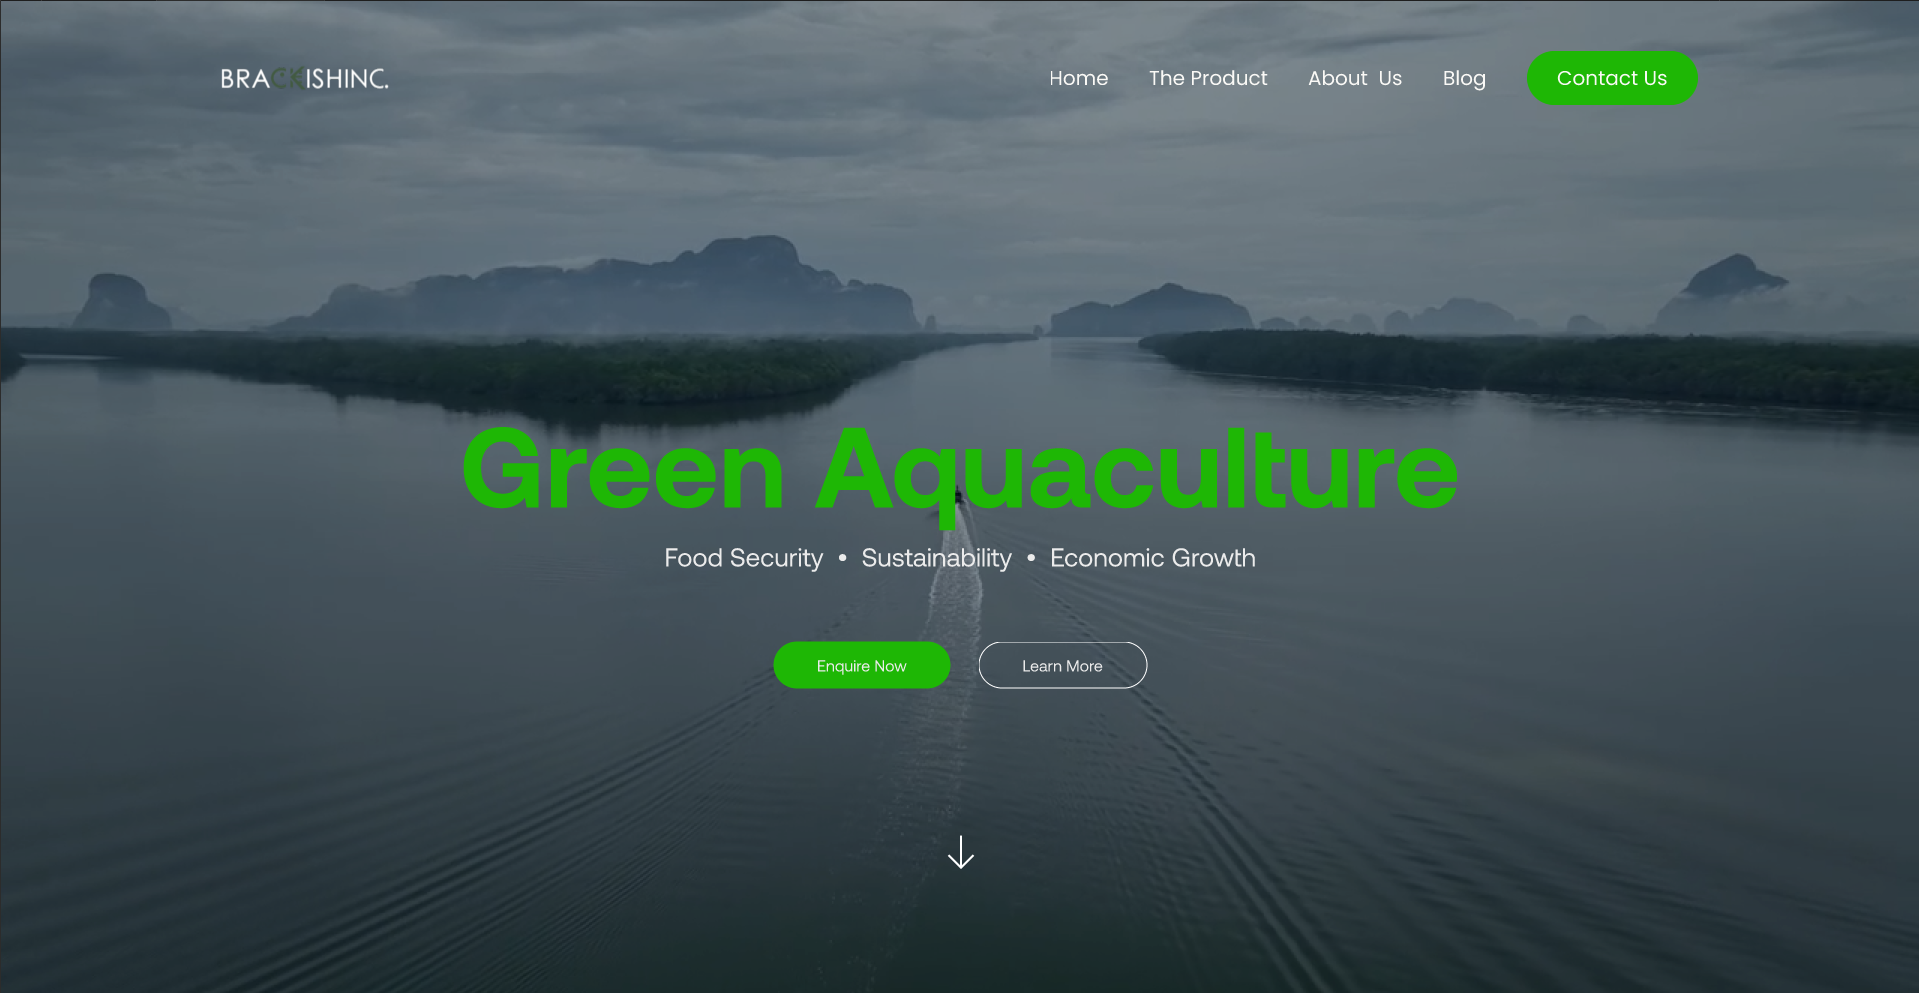 BRACKISHINC.
Home
The Product
About Us
Blog
Contact Us
Green Aquaculture
Food Security • Sustainability • Economic Growth
Enquire Now
Learn More